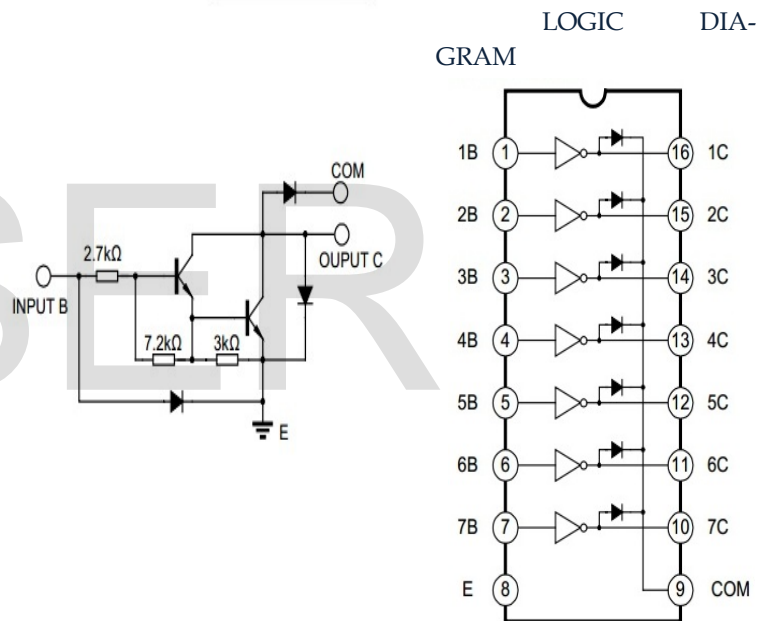 LOGIC DIA-
GRAM
COM
OUPUT C
2.7kΩ
INPUT B
7.2kΩ 3kΩ
E
1B 1 16 1C
2B 2 15 2C
3B 3 14 3C
4B 4 13 4C
5B 5 12 5C
6B 6 11 6C
7B 7 10 7C
E 8 9 COM
SER